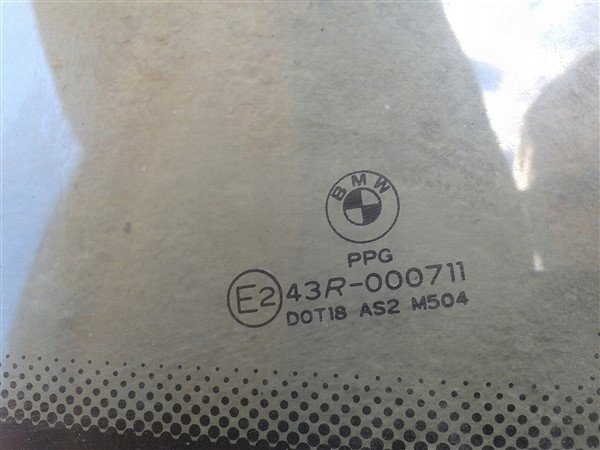 BMW
PPG
E2 43R-000711
DOT18 AS2 M504